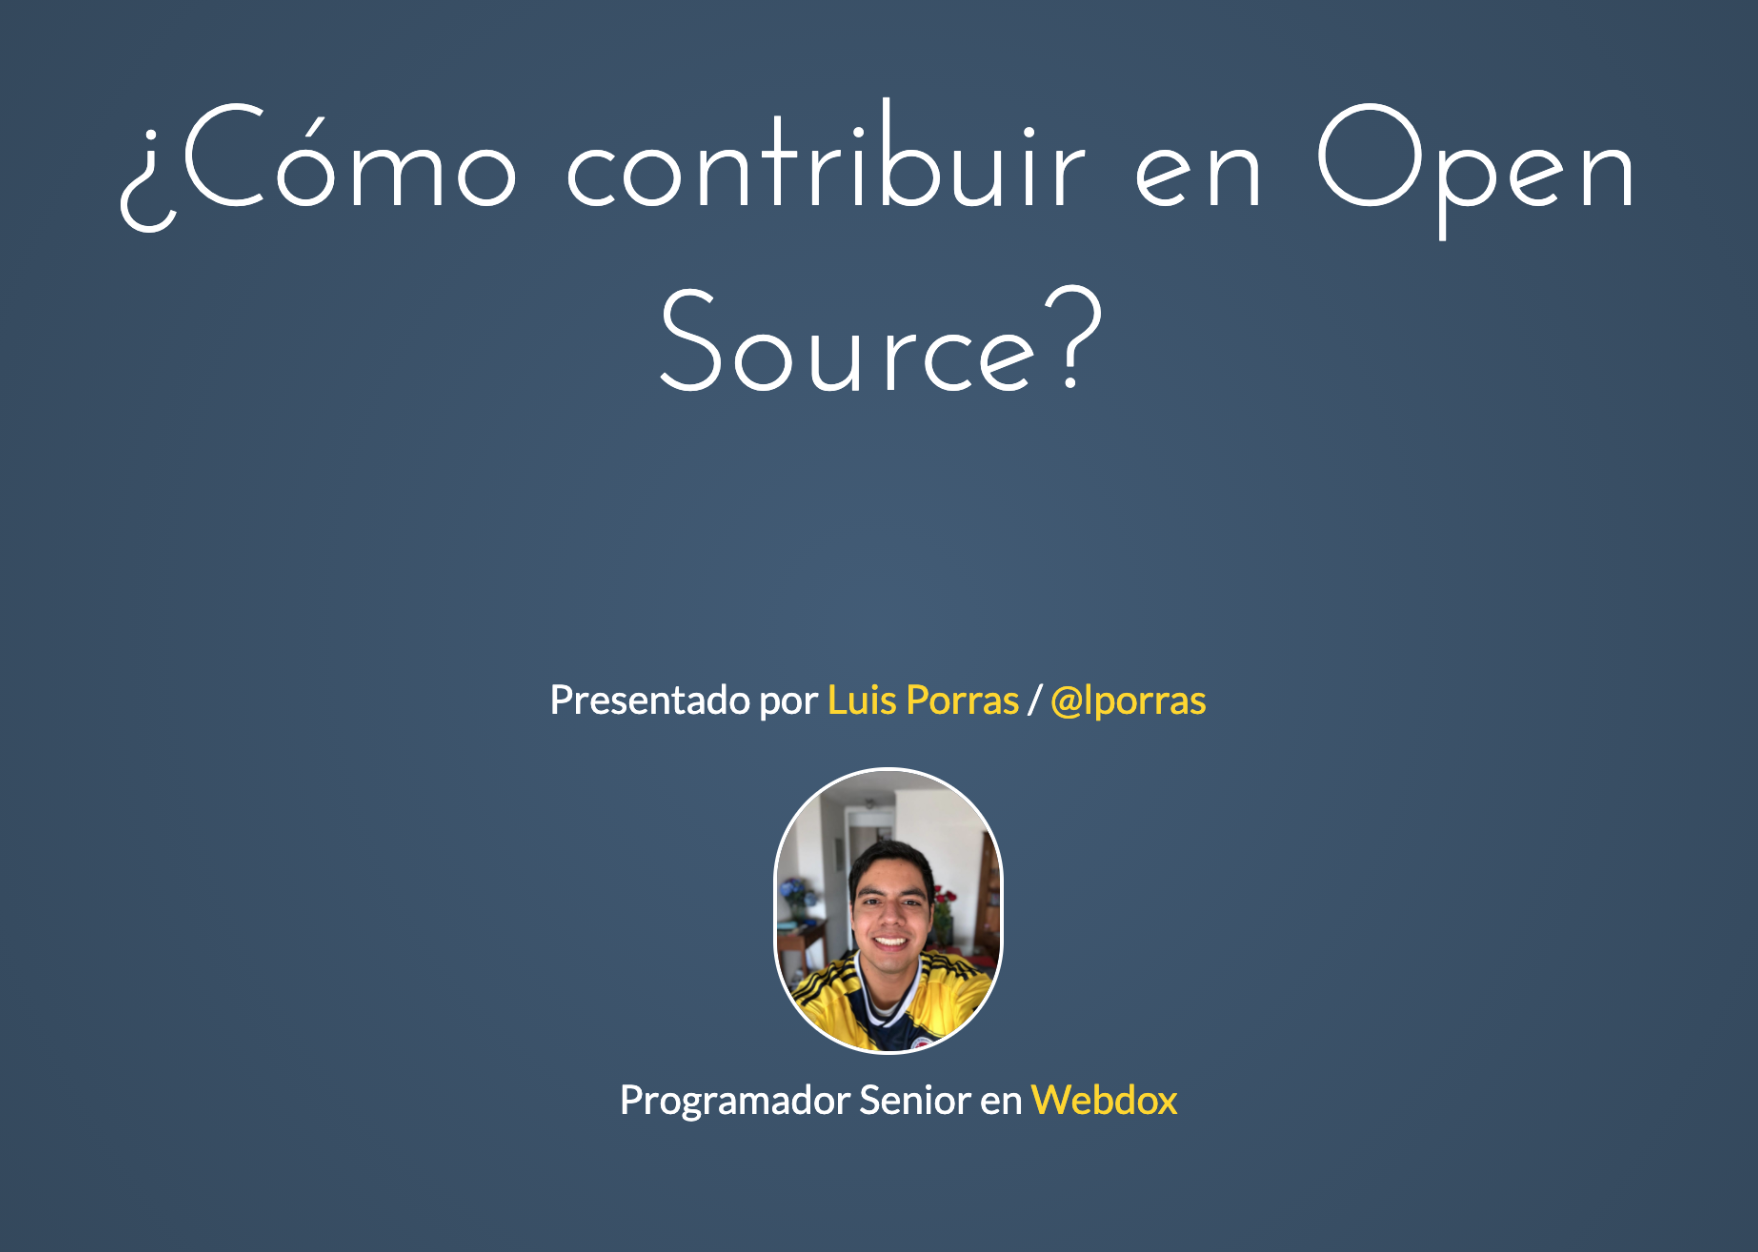 ¿Cómo contribuir en Open
Source?
Presentado por Luis Porras / @lporras
Programador Senior en Webdox